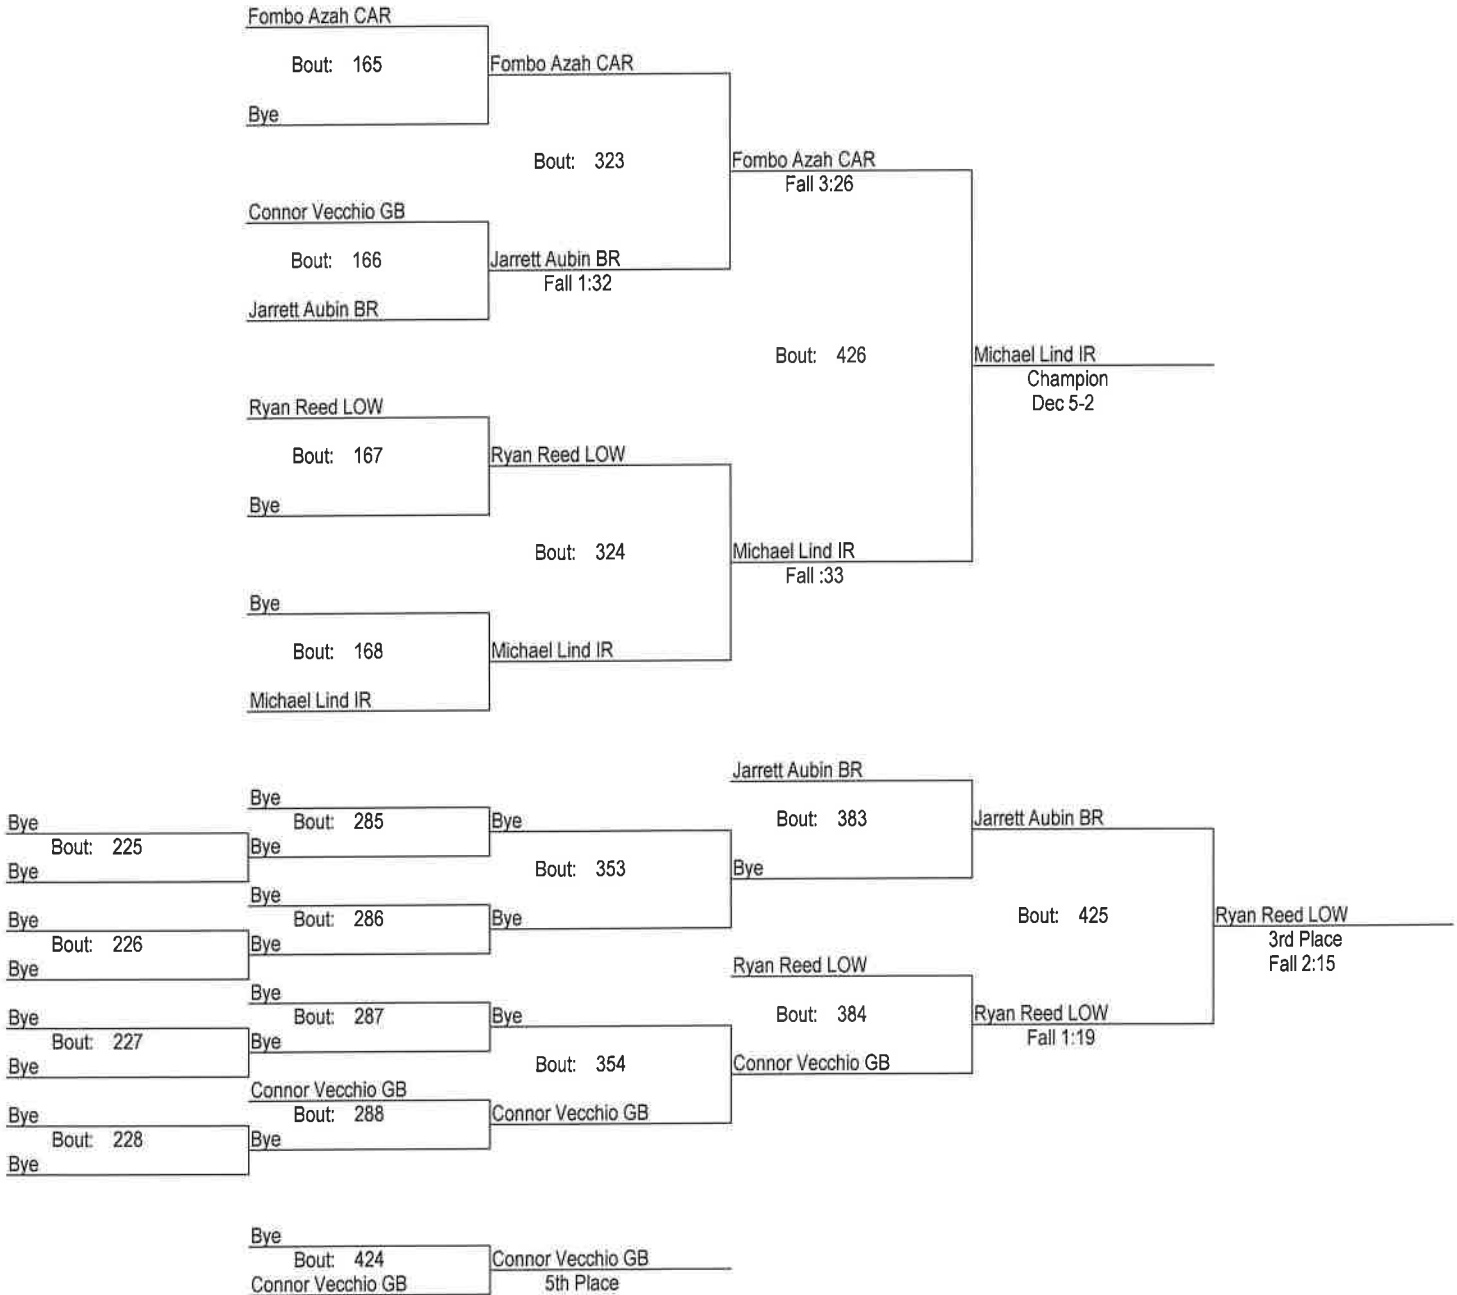 Fombo Azah CAR
Bout: 165
Fombo Azah CAR
Bye
Bout: 323
Fombo Azah CAR
Fall 3:26
Connor Vecchio GB
Bout: 166
Jarrett Aubin BR
Fall 1:32
Jarrett Aubin BR
Bout: 426
Michael Lind IR
Champion
Dec 5-2
Ryan Reed LOW
Bout: 167
Ryan Reed LOW
Bye
Bout: 324
Michael Lind IR
Fall :33
Bye
Bout: 168
Michael Lind IR
Michael Lind IR
Jarrett Aubin BR
Bye
Bye
Bout: 285
Bye
Bout: 383
Jarrett Aubin BR
Bout: 225
Bye
Bye
Bout: 353
Bye
Bye
Bye
Bout: 286
Bye
Bout: 425
Ryan Reed LOW
3rd Place
Fall 2:15
Bout: 226
Bye
Bye
Ryan Reed LOW
Bye
Bye
Bout: 287
Bye
Bout: 384
Ryan Reed LOW
Fall 1:19
Bout: 227
Bye
Bye
Bout: 354
Connor Vecchio GB
Connor Vecchio GB
Bye
Bout: 288
Connor Vecchio GB
Bout: 228
Bye
Bye
Bye
Bout: 424
Connor Vecchio GB
Connor Vecchio GB
5th Place